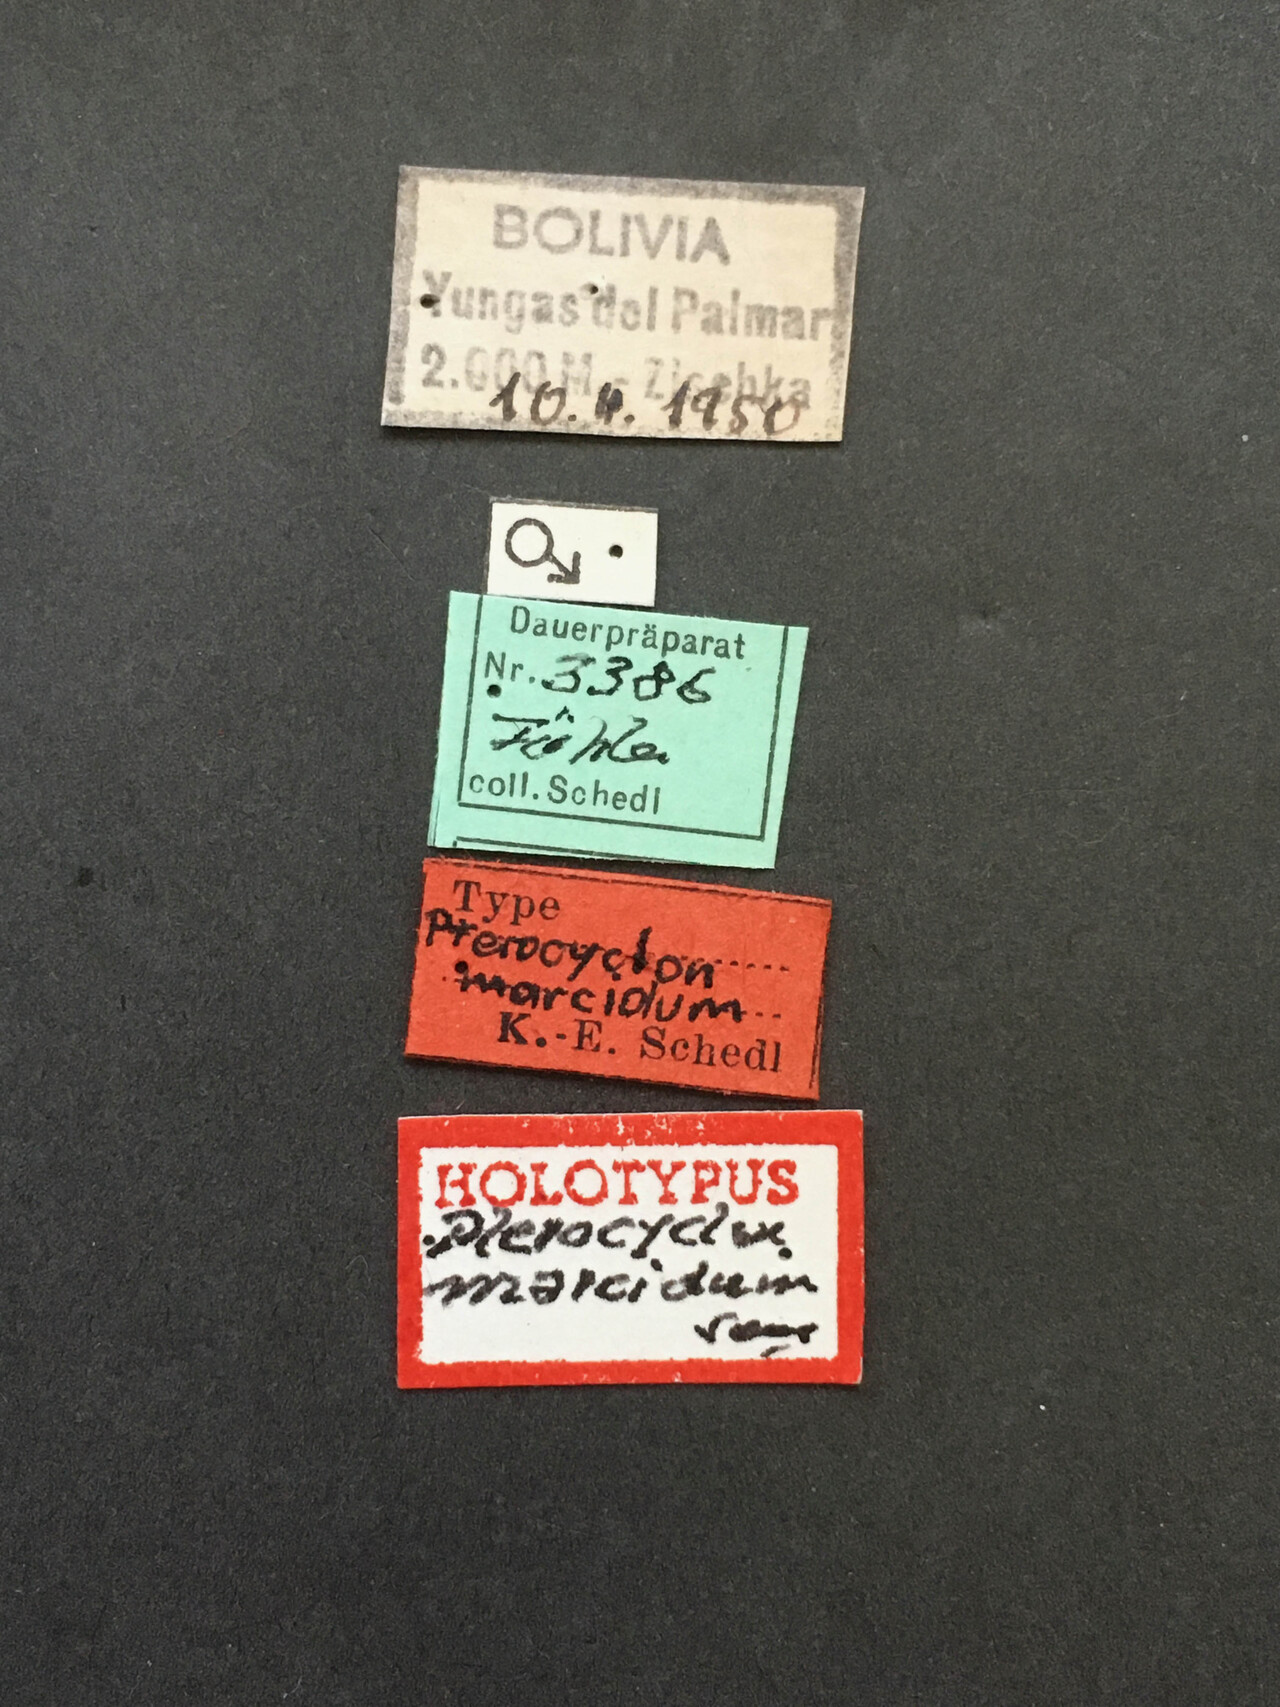 BOLIVIA
Yungas del Palmar
2.000 M.- Zischka
10.4.1950
♂
Dauerpräparat
Nr. 3386
Fühler
coll. Schedl
Type
Pterocyclon
marcidum
K.-E. Schedl
HOLOTYPUS
marcidum